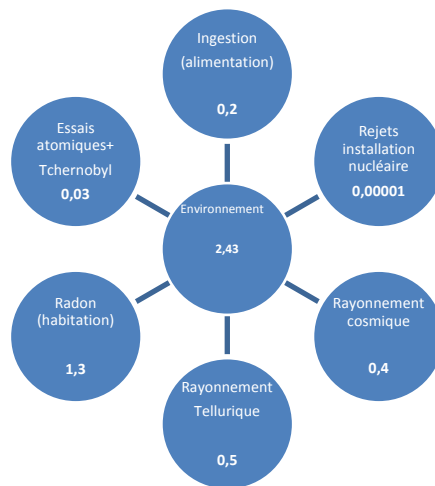 Ingestion
(alimentation)
0,2
Essais
atomiques+
Tchernobyl
0,03
Rejets
installation
nucléaire
0,00001
Environnement
2,43
Radon
(habitation)
1,3
Rayonnement
cosmique
0,4
Rayonnement
Tellurique
0,5